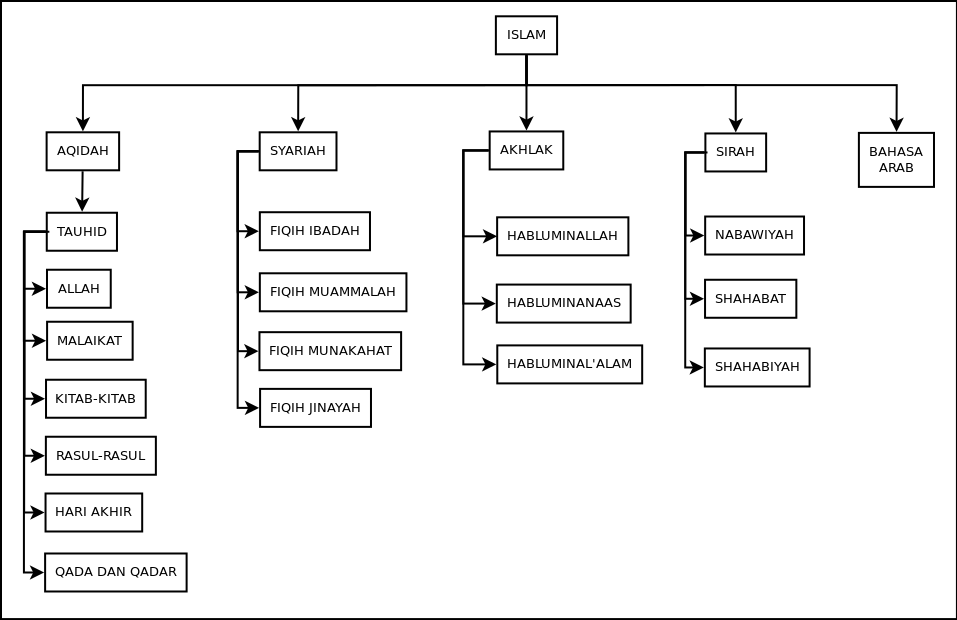 ISLAM
AQIDAH
SYARIAH
AKHLAK
SIRAH
BAHASA
ARAB
TAUHID
ALLAH
MALAIKAT
KITAB-KITAB
RASUL-RASUL
HARI AKHIR
QADA DAN QADAR
FIQIH IBADAH
FIQIH MUAMMALAH
FIQIH MUNAKAHAT
FIQIH JINAYAH
HABLUMINALLAH
HABLUMINANAAS
HABLUMINAL'ALAM
NABAWIYAH
SHAHABAT
SHAHABIYAH